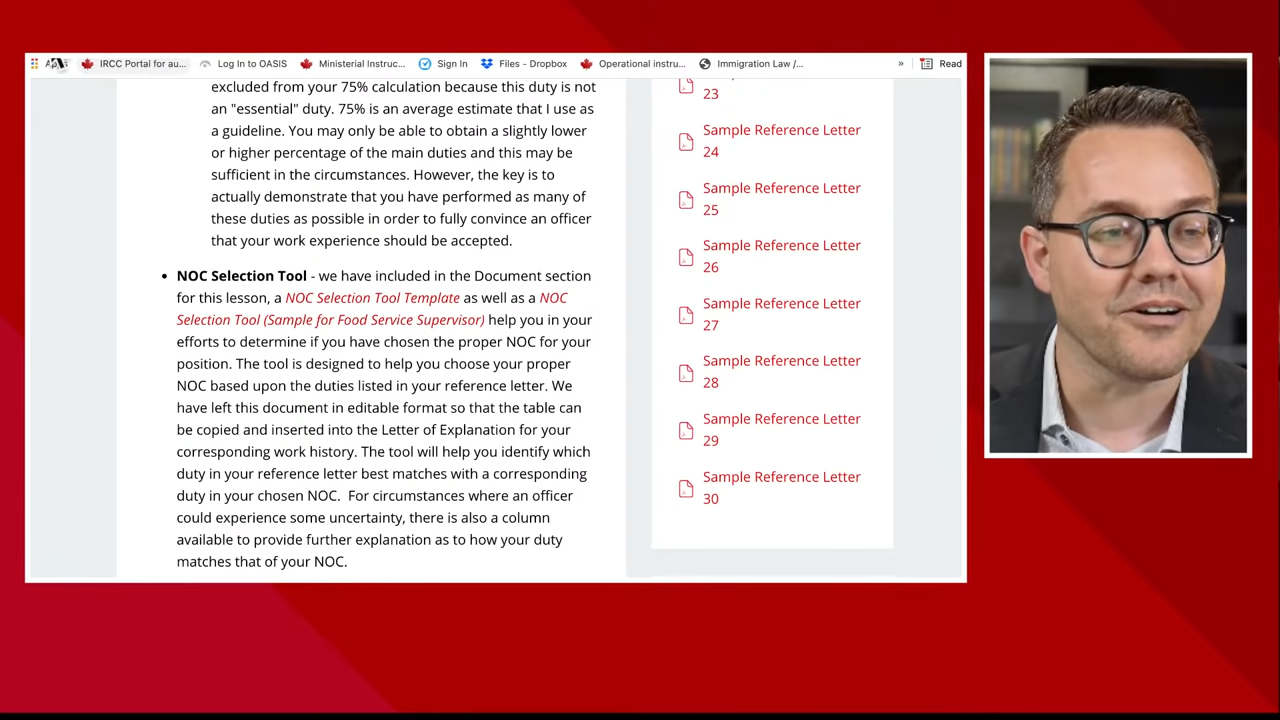 IRCC Portal for au...
Log In to OASIS
Ministerial Instruc...
Sign In
Files - Dropbox
Operational instru...
Immigration Law /...
»
Read
excluded from your 75% calculation because this duty is not
an "essential" duty. 75% is an average estimate that I use as
a guideline. You may only be able to obtain a slightly lower
or higher percentage of the main duties and this may be
sufficient in the circumstances. However, the key is to
actually demonstrate that you have performed as many of
these duties as possible in order to fully convince an officer
that your work experience should be accepted.
• NOC Selection Tool - we have included in the Document section
for this lesson, a NOC Selection Tool Template as well as a NOC
Selection Tool (Sample for Food Service Supervisor) help you in your
efforts to determine if you have chosen the proper NOC for your
position. The tool is designed to help you choose your proper
NOC based upon the duties listed in your reference letter. We
have left this document in editable format so that the table can
be copied and inserted into the Letter of Explanation for your
corresponding work history. The tool will help you identify which
duty in your reference letter best matches with a corresponding
duty in your chosen NOC.  For circumstances where an officer
could experience some uncertainty, there is also a column
available to provide further explanation as to how your duty
matches that of your NOC.
23
Sample Reference Letter
24
Sample Reference Letter
25
Sample Reference Letter
26
Sample Reference Letter
27
Sample Reference Letter
28
Sample Reference Letter
29
Sample Reference Letter
30